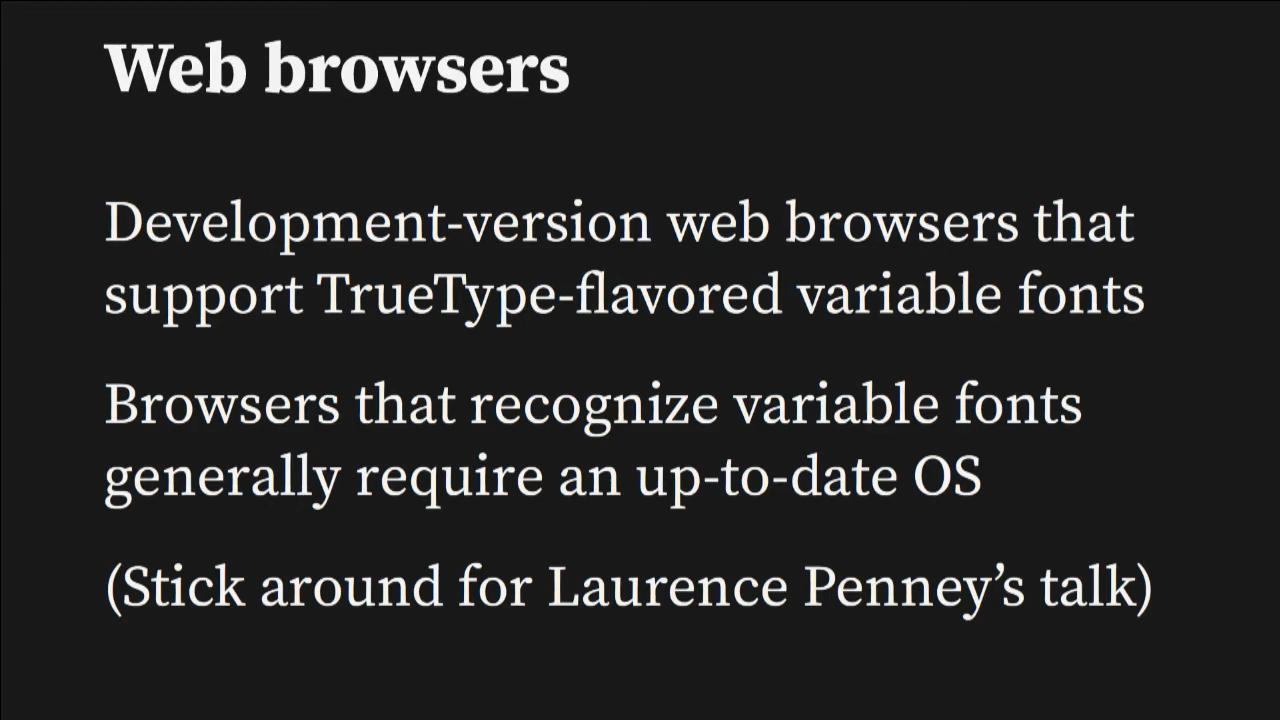 Web browsers
Development-version web browsers that
support TrueType-flavored variable fonts
Browsers that recognize variable fonts
generally require an up-to-date OS
(Stick around for Laurence Penney’s talk)